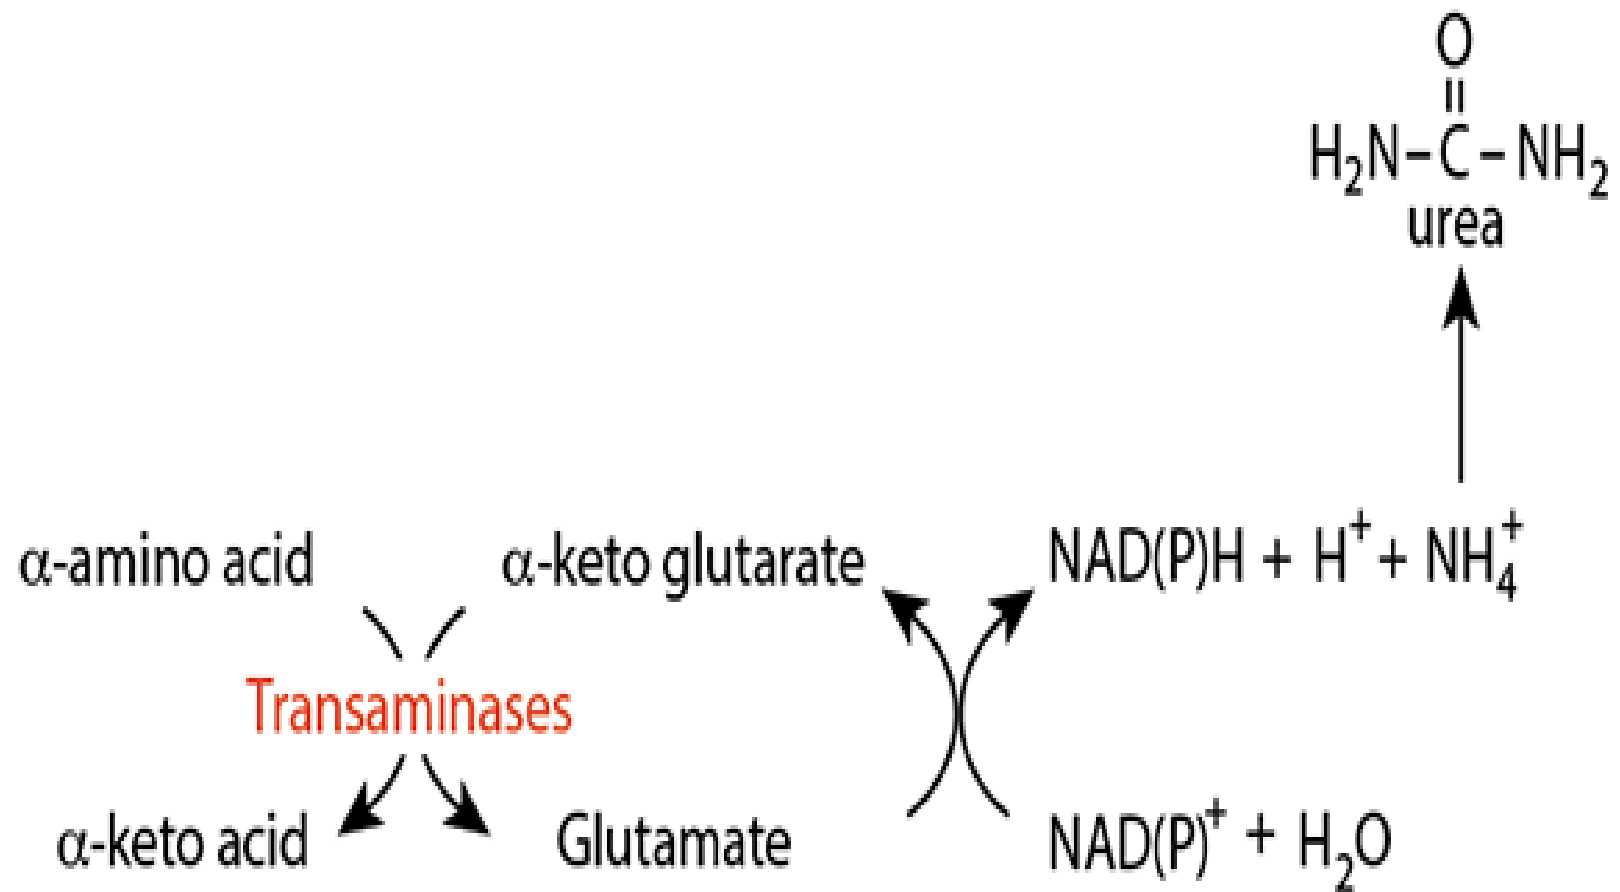 O
H₂N–C–NH₂
urea
α-amino acid
α-keto glutarate
NAD(P)H + H⁺ + NH₄⁺
Transaminases
α-keto acid
Glutamate
NAD(P)⁺ + H₂O